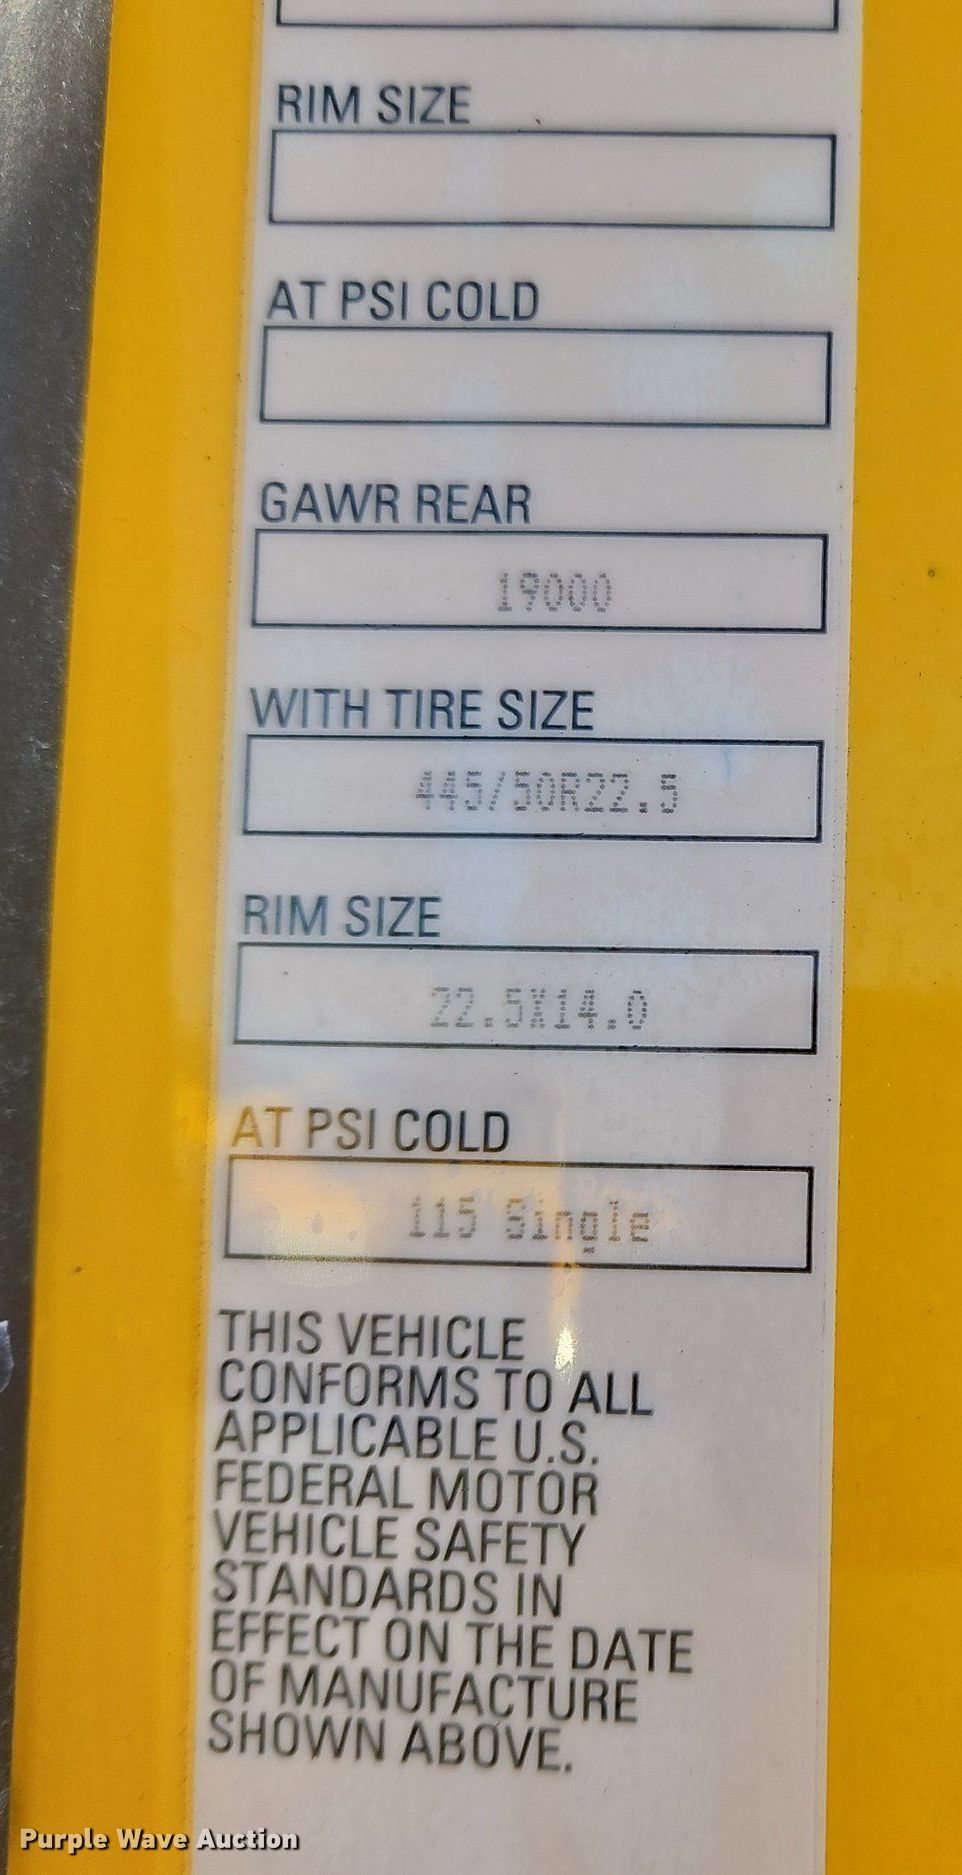 RIM SIZE
AT PSI COLD
GAWR REAR
19000
WITH TIRE SIZE
445/50R22.5
RIM SIZE
22.5X14.0
AT PSI COLD
115 Single
THIS VEHICLE
CONFORMS TO ALL
APPLICABLE U.S.
FEDERAL MOTOR
VEHICLE SAFETY
STANDARDS IN
EFFECT ON THE DATE
OF MANUFACTURE
SHOWN ABOVE.
Purple Wave Auction